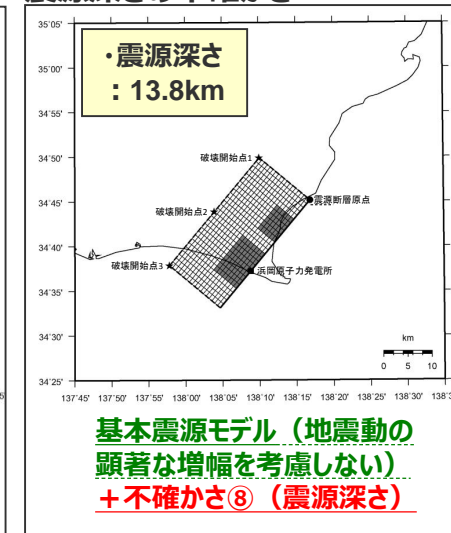 ・震源深さ
：13.8km
35˚05'
35˚00'
34˚55'
34˚50'
34˚45'
34˚40'
34˚35'
34˚30'
34˚25'
破壊開始点1
震源断層原点
破壊開始点2
破壊開始点3
浜岡原子力発電所
km
0 5 10
137˚45' 137˚50' 137˚55' 138˚00' 138˚05' 138˚10' 138˚15' 138˚20' 138˚25' 138˚30'
基本震源モデル（地震動の
顕著な増幅を考慮しない）
＋不確かさ⑧（震源深さ）